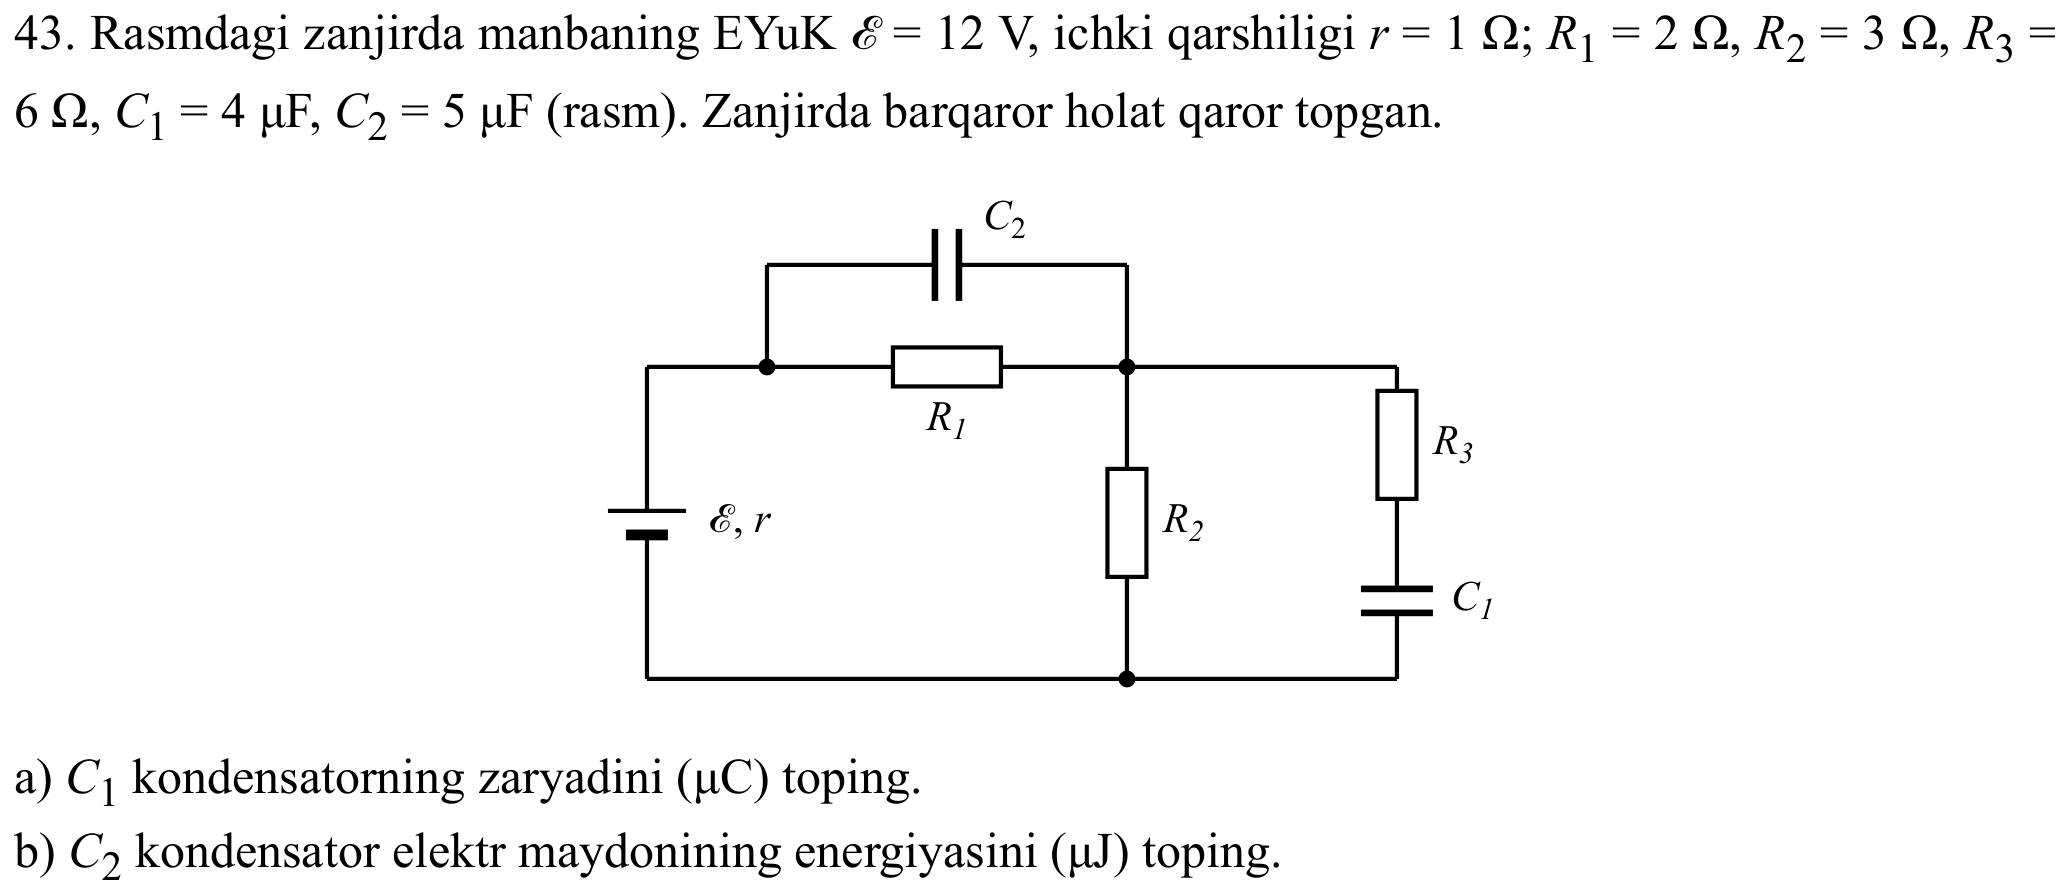 43. Rasmdagi zanjirda manbaning EYuK ℰ = 12 V, ichki qarshiligi r = 1 Ω; R₁ = 2 Ω, R₂ = 3 Ω, R₃ =
6 Ω, C₁ = 4 μF, C₂ = 5 μF (rasm). Zanjirda barqaror holat qaror topgan.
C₂
R₁
R₃
ℰ, r
R₂
C₁
a) C₁ kondensatorning zaryadini (μC) toping.
b) C₂ kondensator elektr maydonining energiyasini (μJ) toping.